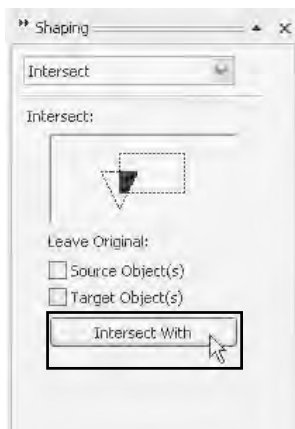 Shaping
Intersect
Intersect:
Leave Original:
Source Object(s)
Target Object(s)
Intersect With